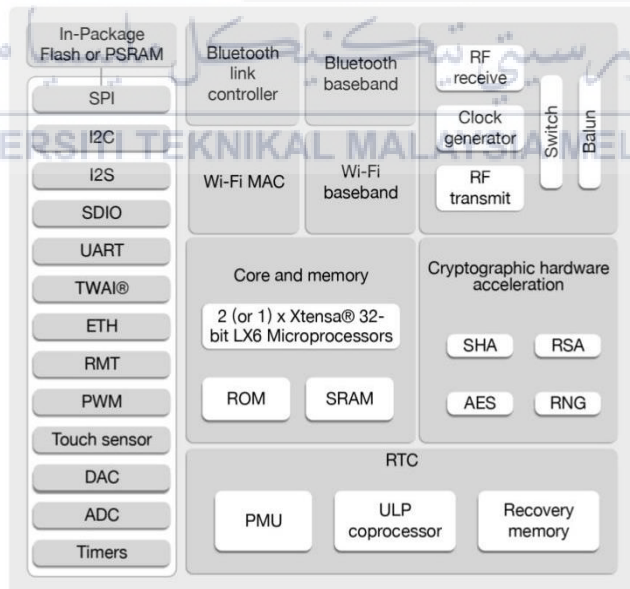 In-Package
Flash or PSRAM
SPI
I2C
I2S
SDIO
UART
TWAI®
ETH
RMT
PWM
Touch sensor
DAC
ADC
Timers
Bluetooth
link
controller
Bluetooth
baseband
Wi-Fi MAC
Wi-Fi
baseband
RF
receive
Clock
generator
RF
transmit
Switch
Balun
Core and memory
2 (or 1) x Xtensa® 32-
bit LX6 Microprocessors
ROM
SRAM
Cryptographic hardware
acceleration
SHA
RSA
AES
RNG
RTC
PMU
ULP
coprocessor
Recovery
memory
TEKNIKAL MALAYSIA